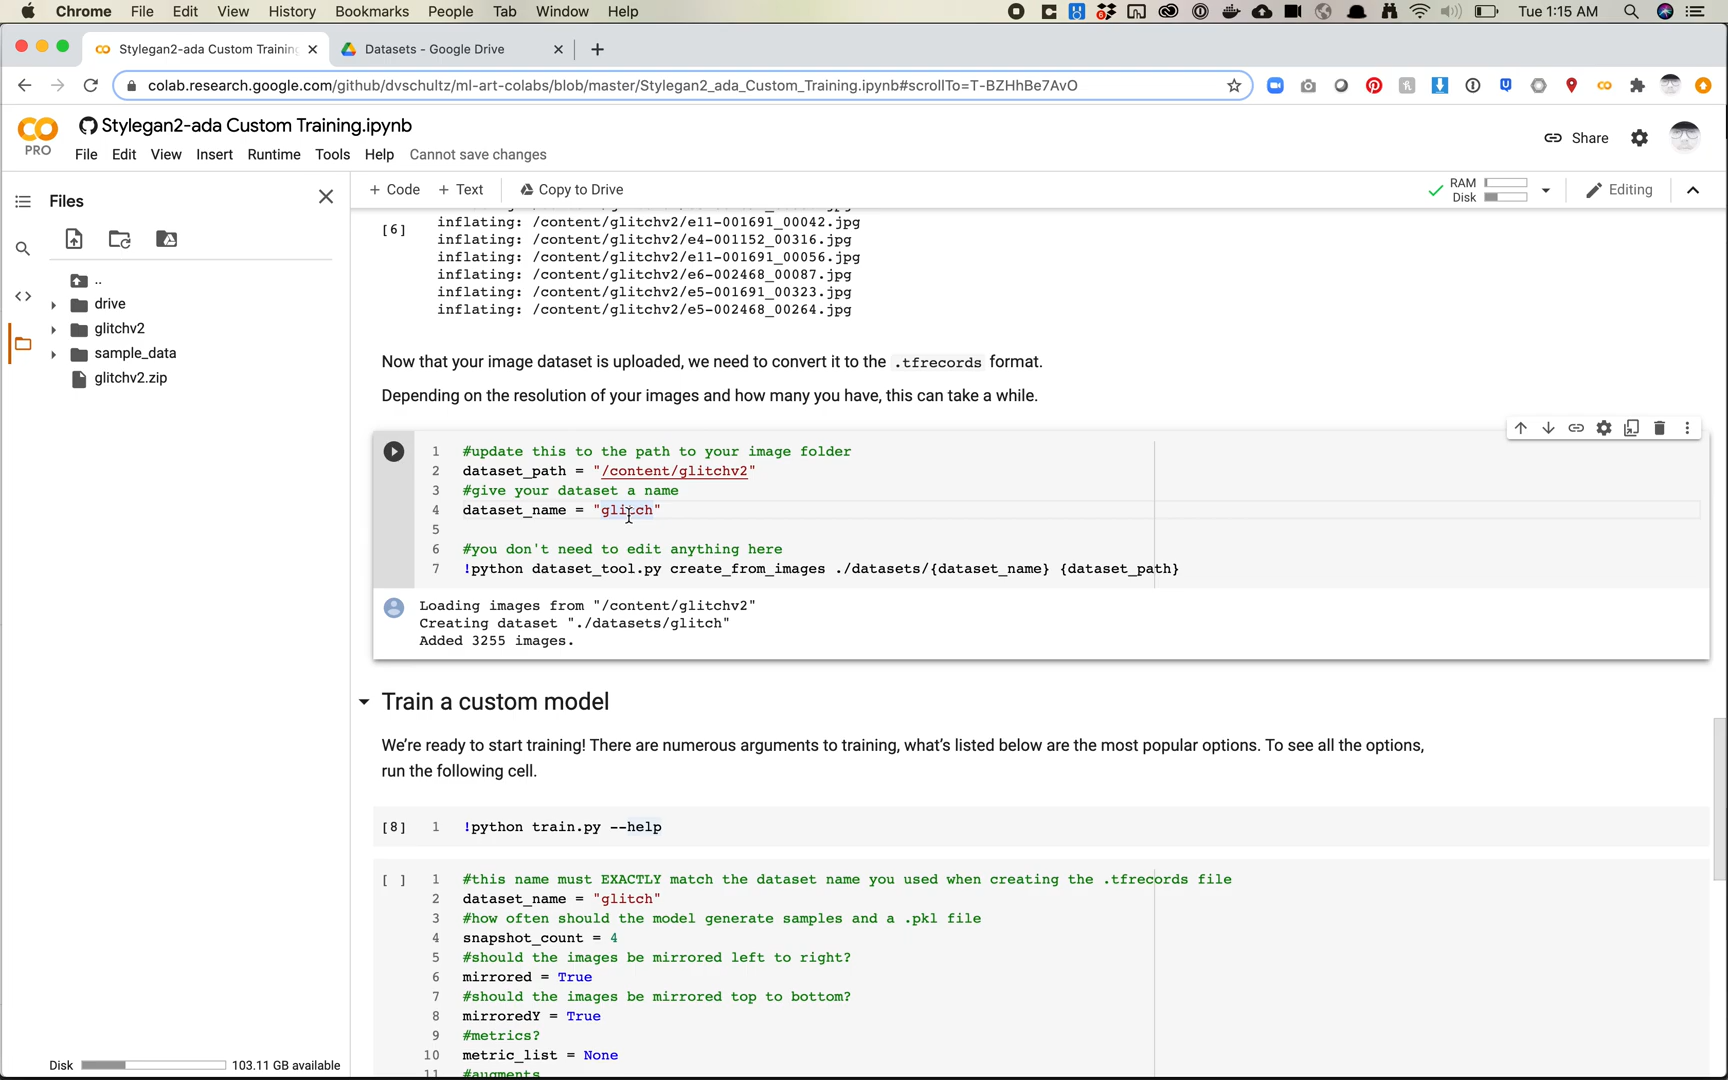 Chrome File Edit View History Bookmarks People Tab Window Help Tue 1:15 AM
Stylegan2-ada Custom Training Datasets - Google Drive
colab.research.google.com/github/dvschultz/ml-art-colabs/blob/master/Stylegan2_ada_Custom_Training.ipynb#scrollTo=T-BZHhBe7AvO
Stylegan2-ada Custom Training.ipynb
PRO
File Edit View Insert Runtime Tools Help Cannot save changes
Share
Files
+ Code + Text Copy to Drive
RAM
Disk
Editing
..
drive
glitchv2
sample_data
glitchv2.zip
Disk 103.11 GB available
[6]
inflating: /content/glitchv2/e11-001691_00042.jpg
inflating: /content/glitchv2/e4-001152_00316.jpg
inflating: /content/glitchv2/e11-001691_00056.jpg
inflating: /content/glitchv2/e6-002468_00087.jpg
inflating: /content/glitchv2/e5-001691_00323.jpg
inflating: /content/glitchv2/e5-002468_00264.jpg
Now that your image dataset is uploaded, we need to convert it to the .tfrecords format.
Depending on the resolution of your images and how many you have, this can take a while.
1 #update this to the path to your image folder
2 dataset_path = "/content/glitchv2"
3 #give your dataset a name
4 dataset_name = "glitch"
5
6 #you don't need to edit anything here
7 !python dataset_tool.py create_from_images ./datasets/{dataset_name} {dataset_path}
Loading images from "/content/glitchv2"
Creating dataset "./datasets/glitch"
Added 3255 images.
Train a custom model
We're ready to start training! There are numerous arguments to training, what's listed below are the most popular options. To see all the options,
run the following cell.
[8] 1 !python train.py --help
[ ] 1 #this name must EXACTLY match the dataset name you used when creating the .tfrecords file
2 dataset_name = "glitch"
3 #how often should the model generate samples and a .pkl file
4 snapshot_count = 4
5 #should the images be mirrored left to right?
6 mirrored = True
7 #should the images be mirrored top to bottom?
8 mirroredY = True
9 #metrics?
10 metric_list = None
11 #augments